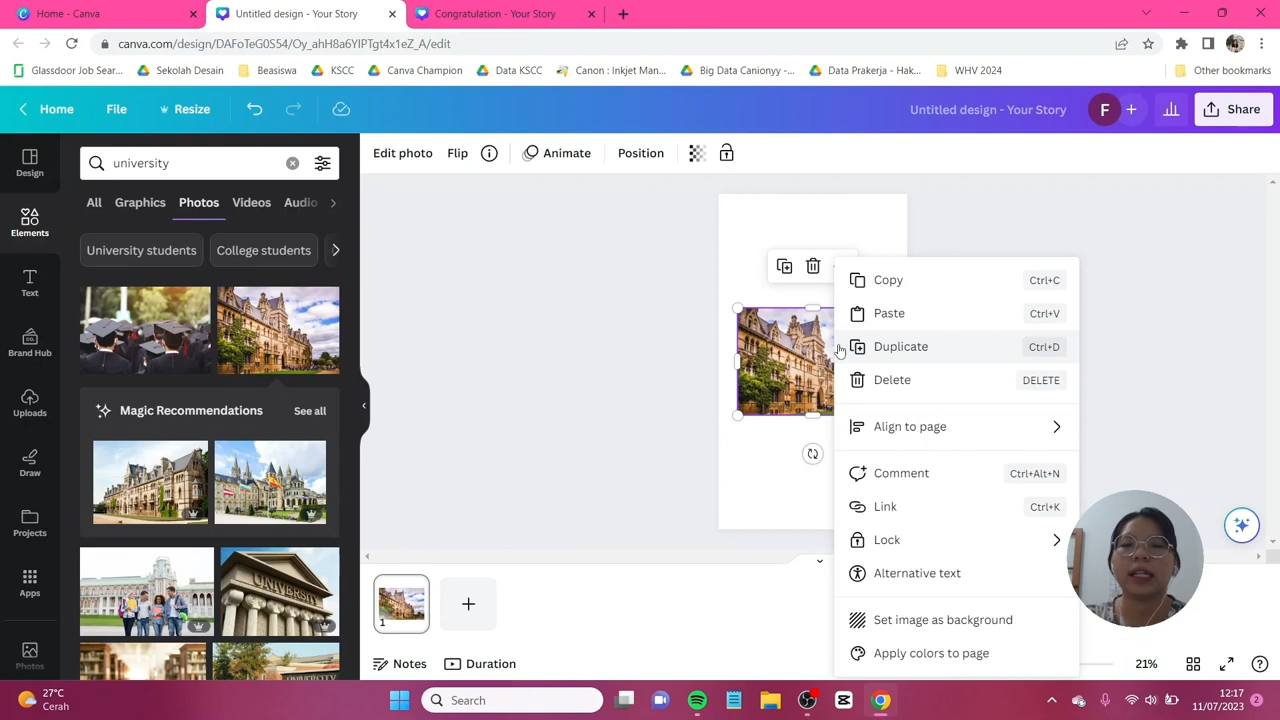 Home - Canva
Untitled design - Your Story
Congratulation - Your Story
canva.com/design/DAFoTeG0S54/Oy_ahH8a6YIPTgt4x1eZ_A/edit
Glassdoor Job Sear...
Sekolah Desain
Beasiswa
KSCC
Canva Champion
Data KSCC
Canon : Inkjet Man...
Big Data Canionyy -...
Data Prakerja - Hak...
WHV 2024
Other bookmarks
Home
File
Resize
Untitled design - Your Story
F
Share
Design
Elements
Text
Brand Hub
Uploads
Draw
Projects
Apps
Photos
university
All
Graphics
Photos
Videos
Audio
University students
College students
Magic Recommendations
See all
UNIVERSITY
Edit photo
Flip
Animate
Position
Copy Ctrl+C
Paste Ctrl+V
Duplicate Ctrl+D
Delete DELETE
Align to page
Comment Ctrl+Alt+N
Link Ctrl+K
Lock
Alternative text
Set image as background
Apply colors to page
1
Notes
Duration
21%
27°C
Cerah
Search
12:17
11/07/2023
2